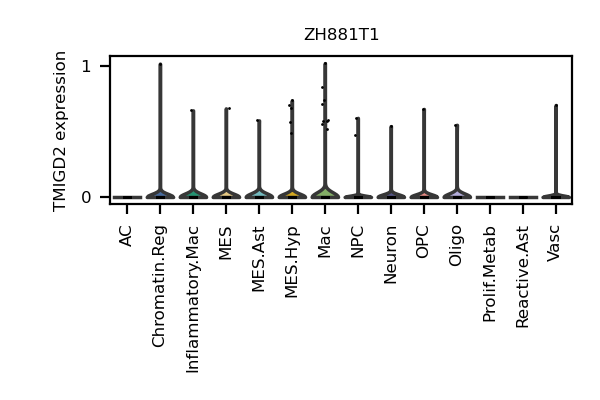 ZH881T1
TMIGD2 expression
1
0
AC
Chromatin.Reg
Inflammatory.Mac
MES
MES.Ast
MES.Hyp
Mac
NPC
Neuron
OPC
Oligo
Prolif.Metab
Reactive.Ast
Vasc